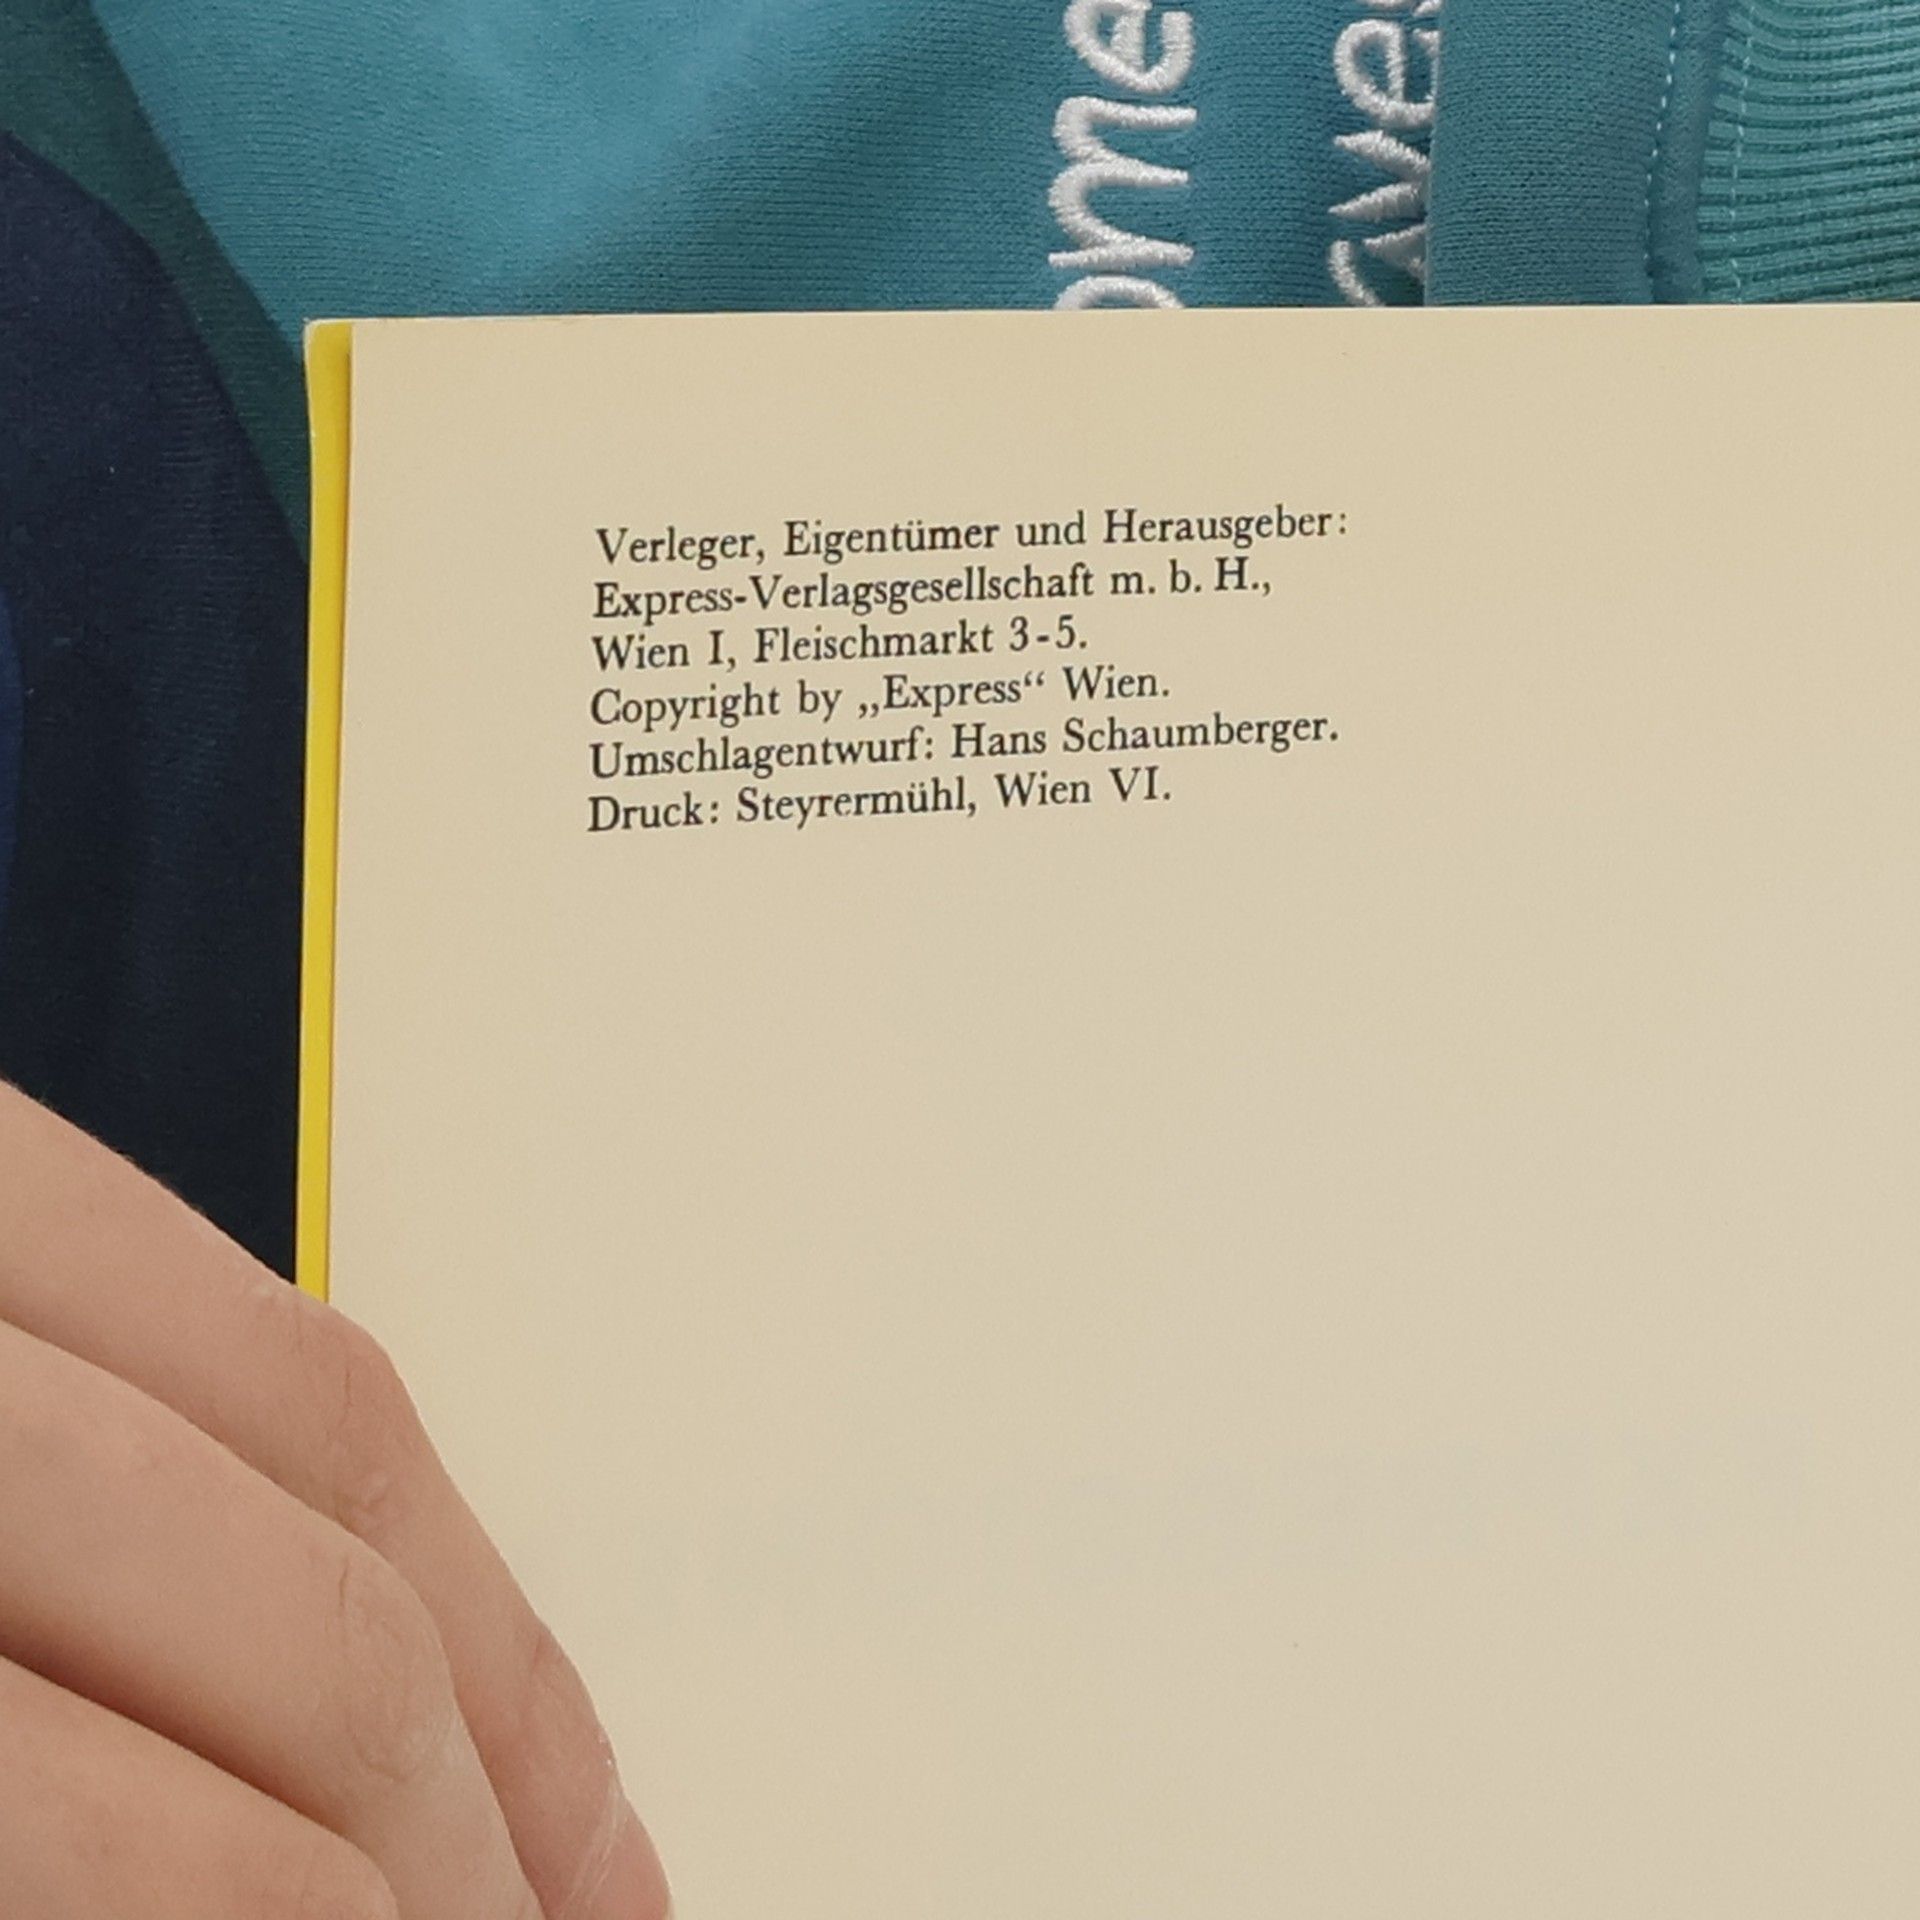 Verleger, Eigentümer und Herausgeber:
Express-Verlagsgesellschaft m. b. H.,
Wien I, Fleischmarkt 3-5.
Copyright by „Express“ Wien.
Umschlagentwurf: Hans Schaumberger.
Druck: Steyrermühl, Wien VI.